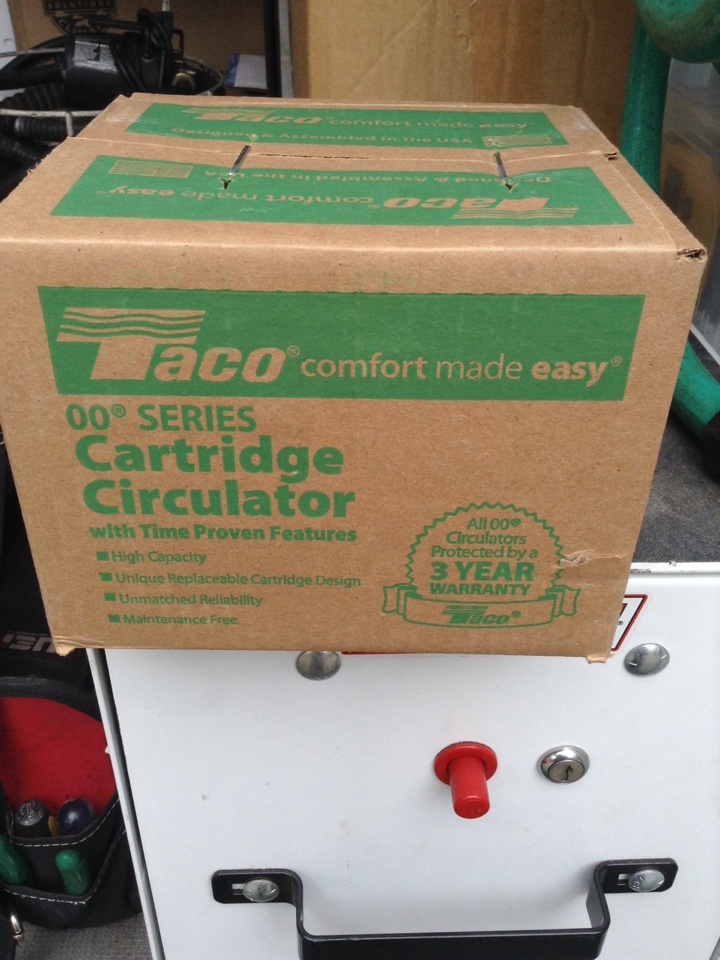 SOLUTIONS
Taco® comfort made easy
Designed & Assembled in the USA
Designed & Assembled in the USA
Taco® comfort made easy®
Taco® comfort made easy®
00® SERIES
Cartridge
Circulator
with Time Proven Features
High Capacity
Unique Replaceable Cartridge Design
Unmatched Reliability
Maintenance Free
All 00®
Circulators
Protected by a
3 YEAR
WARRANTY
Taco®